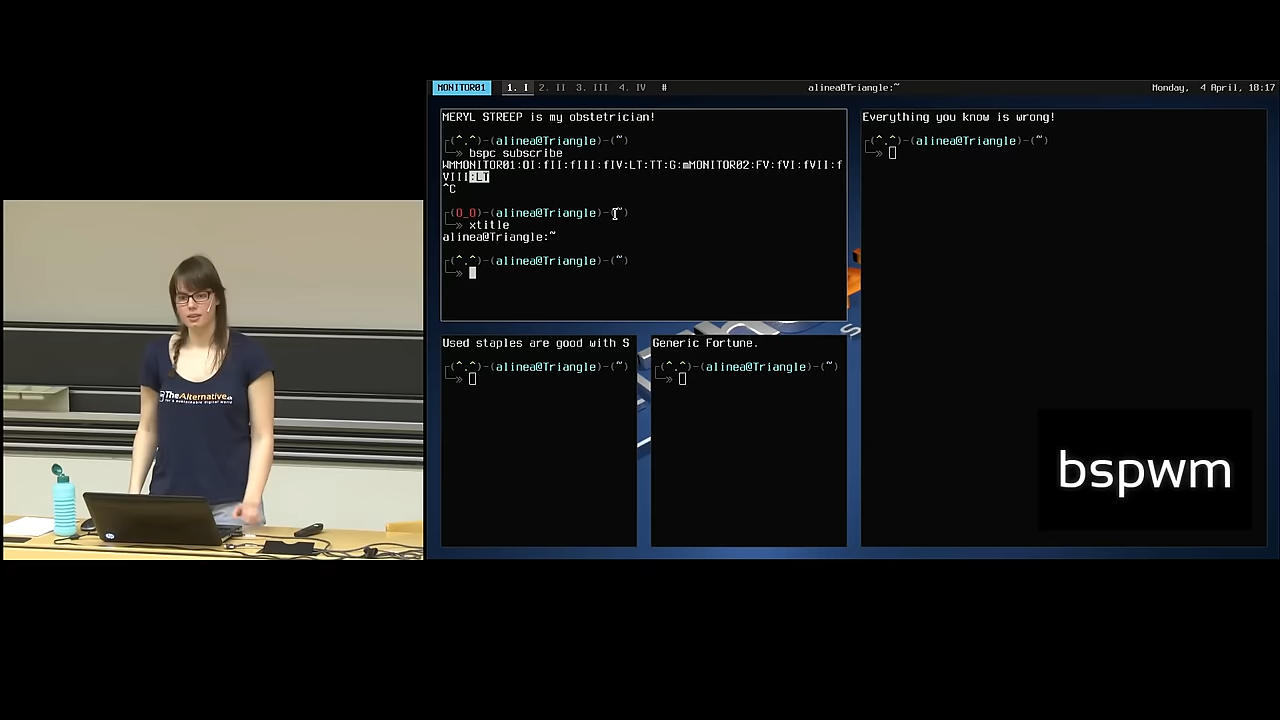 MONITOR01 1. I 2. II 3. III 4. IV # alinea@Triangle:~ Monday, 4 April, 18:17
MERYL STREEP is my obstetrician!
┌(^.^)-(alinea@Triangle)-(~)
└─» bspc subscribe
WMMONITOR01:OI:fII:fIII:fIV:LT:TT:G:mMONITOR02:FV:fVI:fVII:f
VIII:LT
^C
┌(O_O)-(alinea@Triangle)-(~)
└─» xtitle
alinea@Triangle:~
┌(^.^)-(alinea@Triangle)-(~)
└─»
Everything you know is wrong!
┌(^.^)-(alinea@Triangle)-(~)
└─»
Used staples are good with S
┌(^.^)-(alinea@Triangle)-(~)
└─»
Generic Fortune.
┌(^.^)-(alinea@Triangle)-(~)
└─»
bspwm
TheAlternative.ch